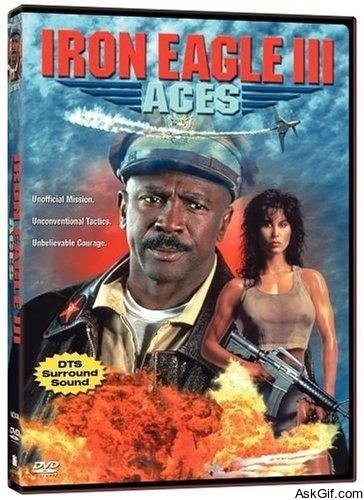 IRON EAGLE III
ACES
Unofficial Mission.
Unconventional Tactics.
Unbelievable Courage.
DTS
Surround
Sound
DVD
IRON EAGLE III
ACES
DVD
AskGif.com